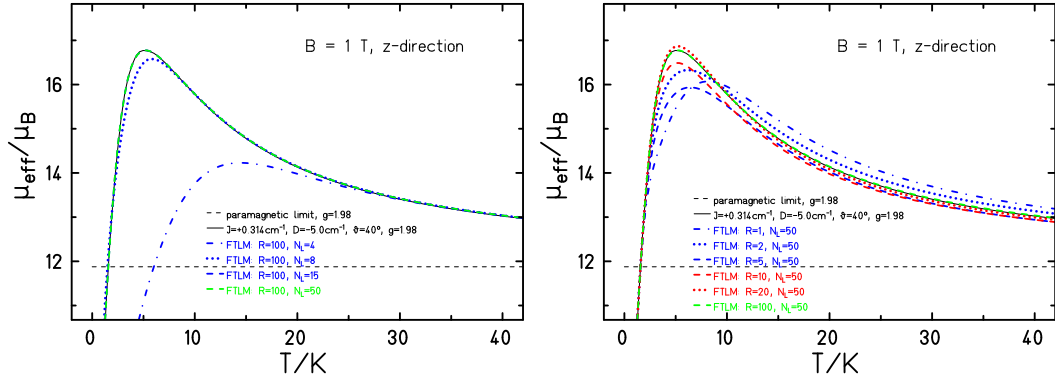 B = 1 T, z-direction
16
14
12
μeff/μB
paramagnetic limit, g=1.98
J=+0.314cm⁻¹, D=-5.0cm⁻¹, ϑ=40°, g=1.98
FTLM: R=100, NL=4
FTLM: R=100, NL=8
FTLM: R=100, NL=15
FTLM: R=100, NL=50
0 10 20 30 40
T/K
B = 1 T, z-direction
16
14
12
μeff/μB
paramagnetic limit, g=1.98
J=+0.314cm⁻¹, D=-5.0cm⁻¹, ϑ=40°, g=1.98
FTLM: R=1, NL=50
FTLM: R=2, NL=50
FTLM: R=5, NL=50
FTLM: R=10, NL=50
FTLM: R=20, NL=50
FTLM: R=100, NL=50
0 10 20 30 40
T/K